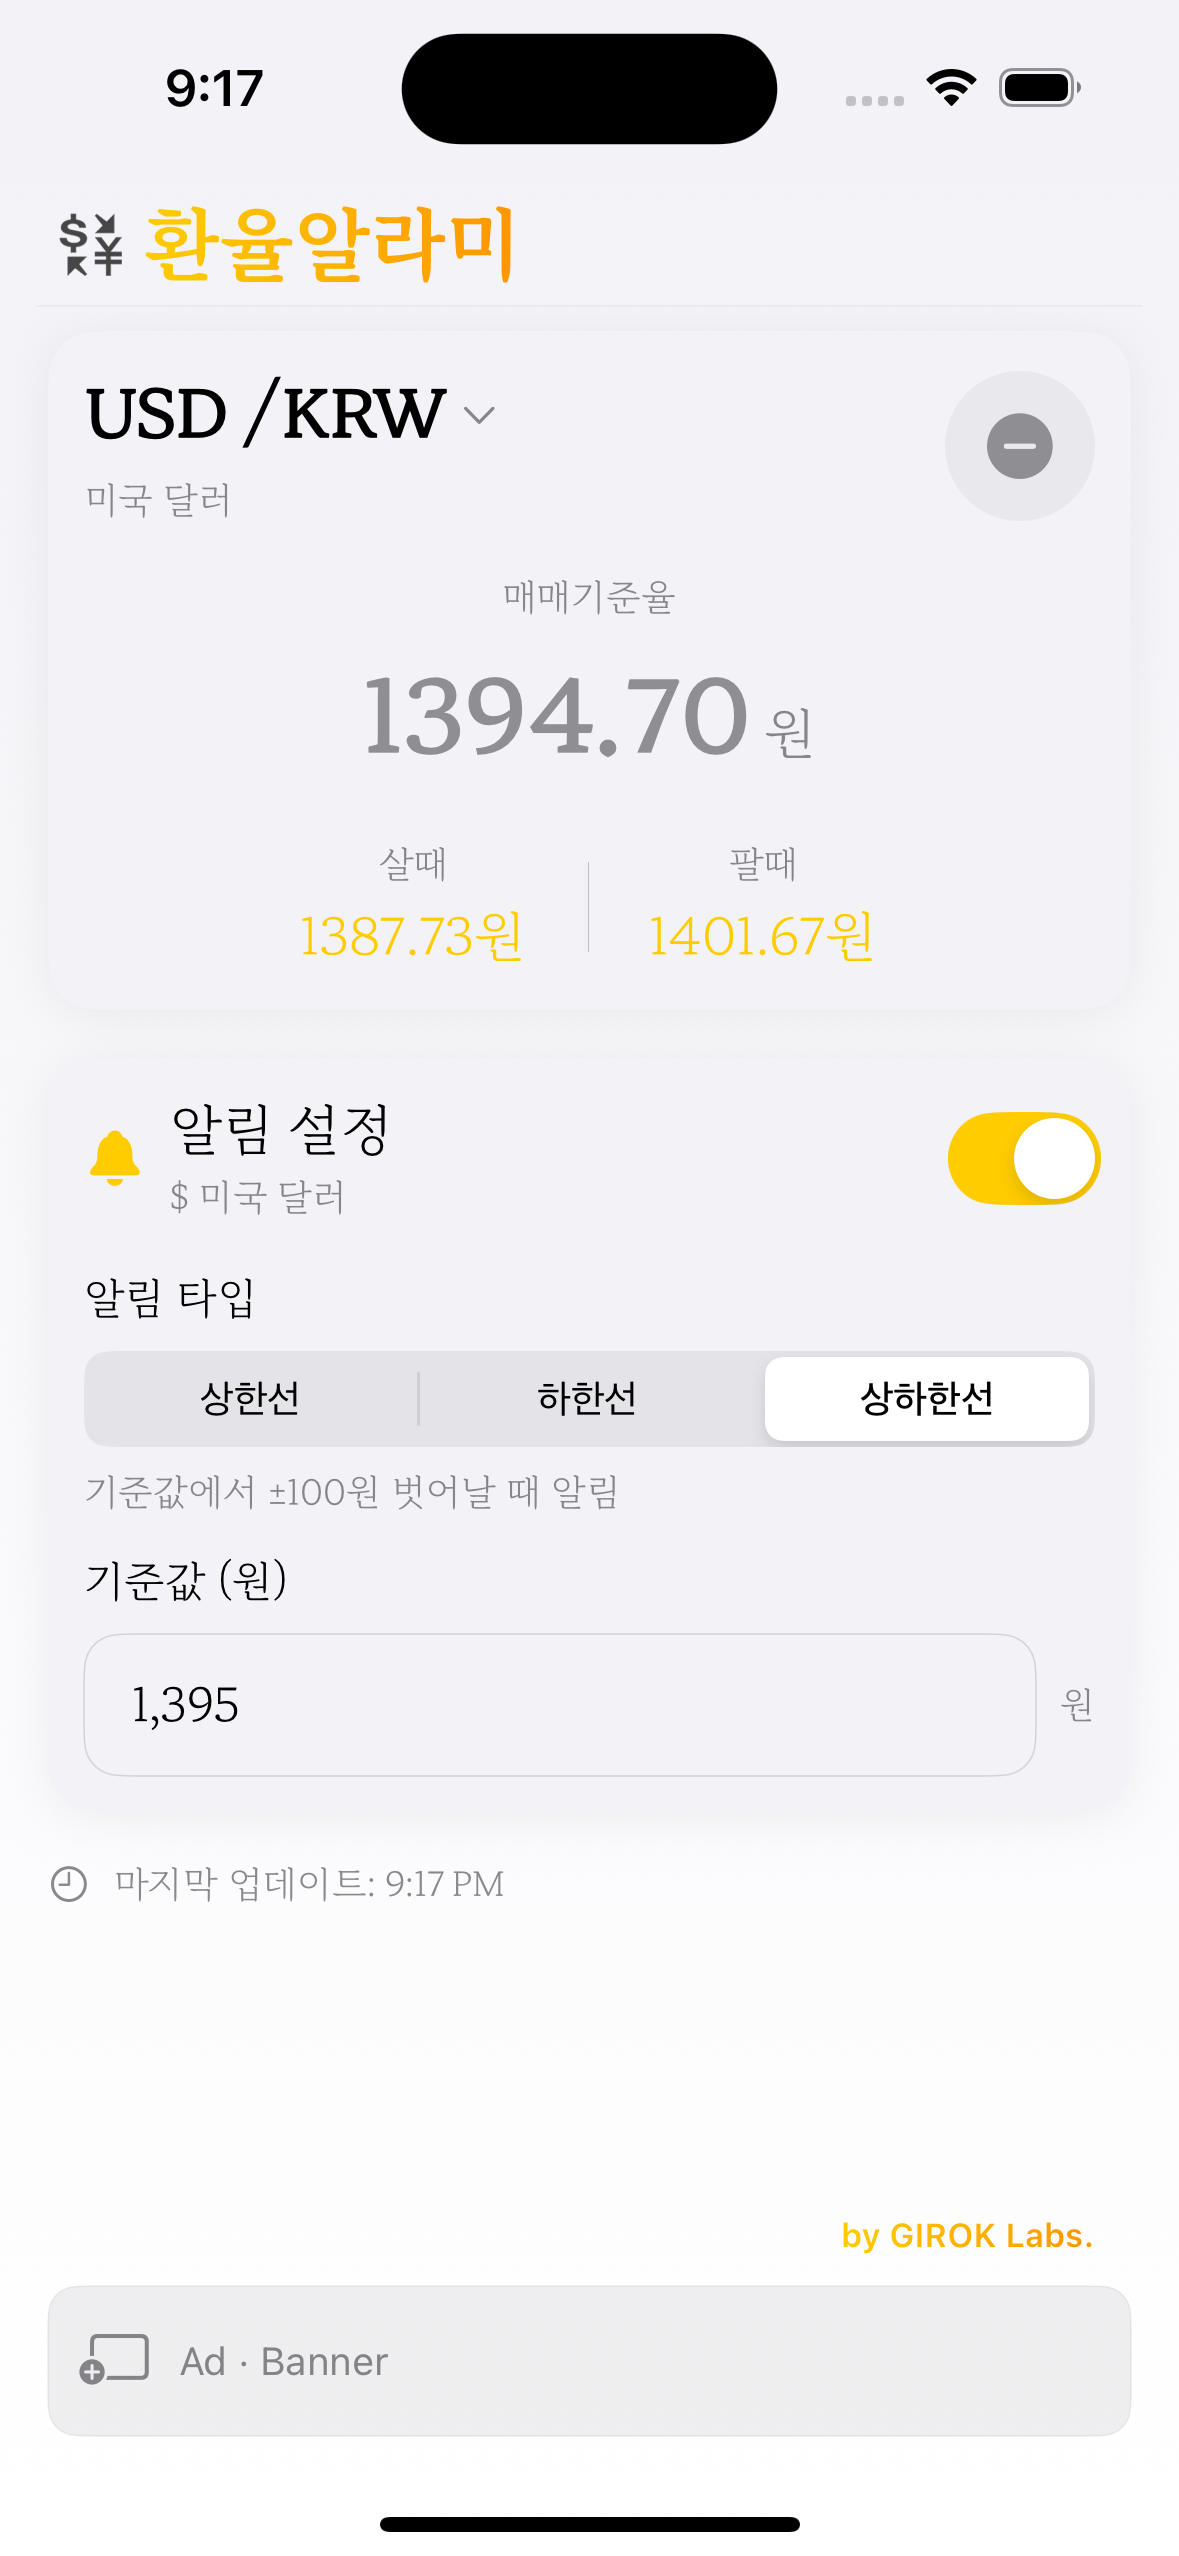 9:17
환율알라미
USD /KRW
미국 달러
매매기준율
1394.70 원
살때 팔때
1387.73원 1401.67원
알림 설정
$ 미국 달러
알림 타입
상한선 하한선 상하한선
기준값에서 ±100원 벗어날 때 알림
기준값 (원)
1,395 원
마지막 업데이트: 9:17 PM
by GIROK Labs.
Ad · Banner